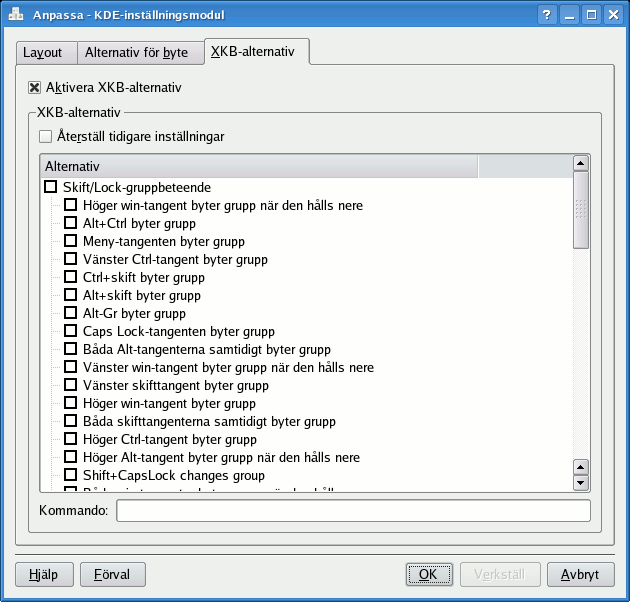 Anpassa - KDE-inställningsmodul
Layout Alternativ för byte XKB-alternativ
Aktivera XKB-alternativ
XKB-alternativ
Återställ tidigare inställningar
Alternativ
Skift/Lock-gruppbeteende
Höger win-tangent byter grupp när den hålls nere
Alt+Ctrl byter grupp
Meny-tangenten byter grupp
Vänster Ctrl-tangent byter grupp
Ctrl+skift byter grupp
Alt+skift byter grupp
Alt-Gr byter grupp
Caps Lock-tangenten byter grupp
Båda Alt-tangenterna samtidigt byter grupp
Vänster win-tangent byter grupp när den hålls nere
Vänster skifttangent byter grupp
Höger win-tangent byter grupp
Båda skifttangenterna samtidigt byter grupp
Höger Ctrl-tangent byter grupp
Höger Alt-tangent byter grupp när den hålls nere
Shift+CapsLock changes group
Kommando:
Hjälp Förval OK Verkställ Avbryt